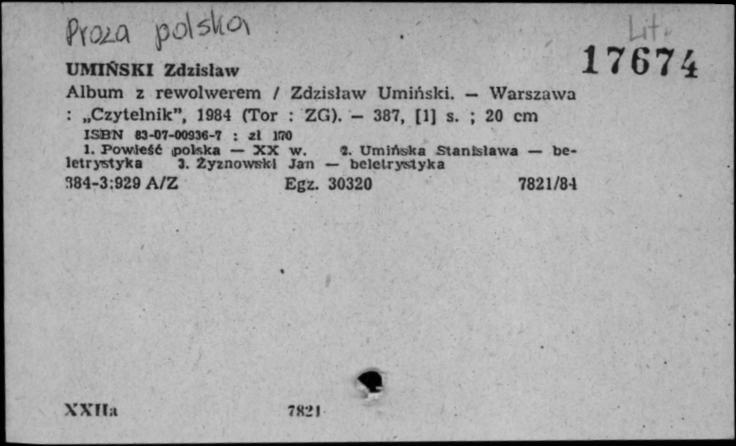 Proza polska
Lit.
17674
UMIŃSKI Zdzisław
Album z rewolwerem / Zdzisław Umiński. — Warszawa
: „Czytelnik”, 1984 (Tor : ZG). — 387, [1] s. ; 20 cm
ISBN 83-07-00936-7 : zł 170
1. Powieść polska — XX w. 2. Umińska Stanisława — be-
letrystyka 3. Żyznowski Jan — beletrystyka
884-3:929 A/Z Egz. 30320 7821/84
XXIIa 7821